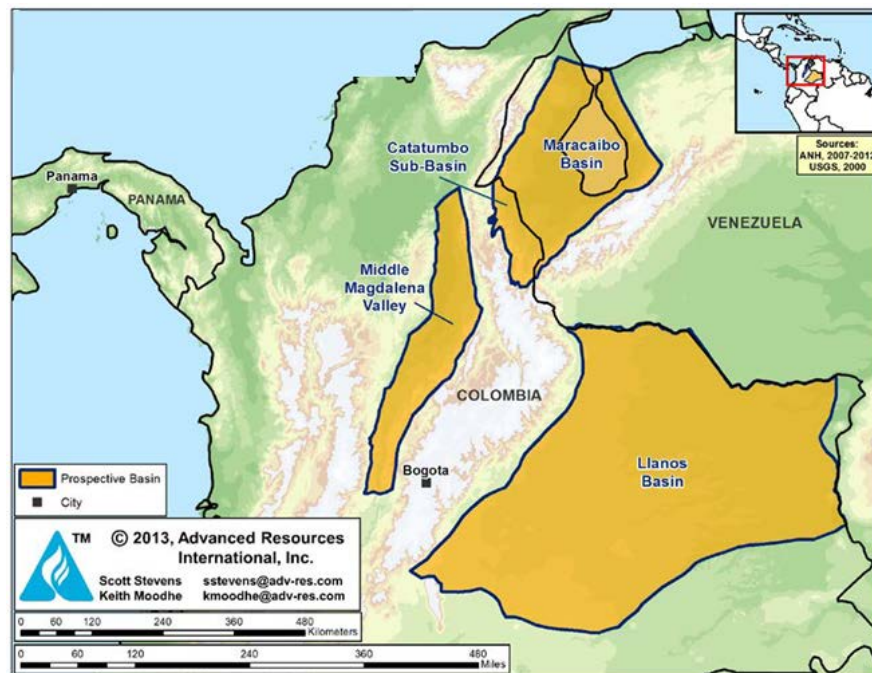 Panama
PANAMA
Catatumbo
Sub-Basin
Maracaibo
Basin
Sources:
ANH, 2007-2012
USGS, 2000
VENEZUELA
Middle
Magdalena
Valley
COLOMBIA
Bogota
Llanos
Basin
Prospective Basin
City
TM
© 2013, Advanced Resources
International, Inc.
Scott Stevens sstevens@adv-res.com
Keith Moodhe kmoodhe@adv-res.com
0 60 120 240 360 480
Kilometers
0 60 120 240 360 480
Miles